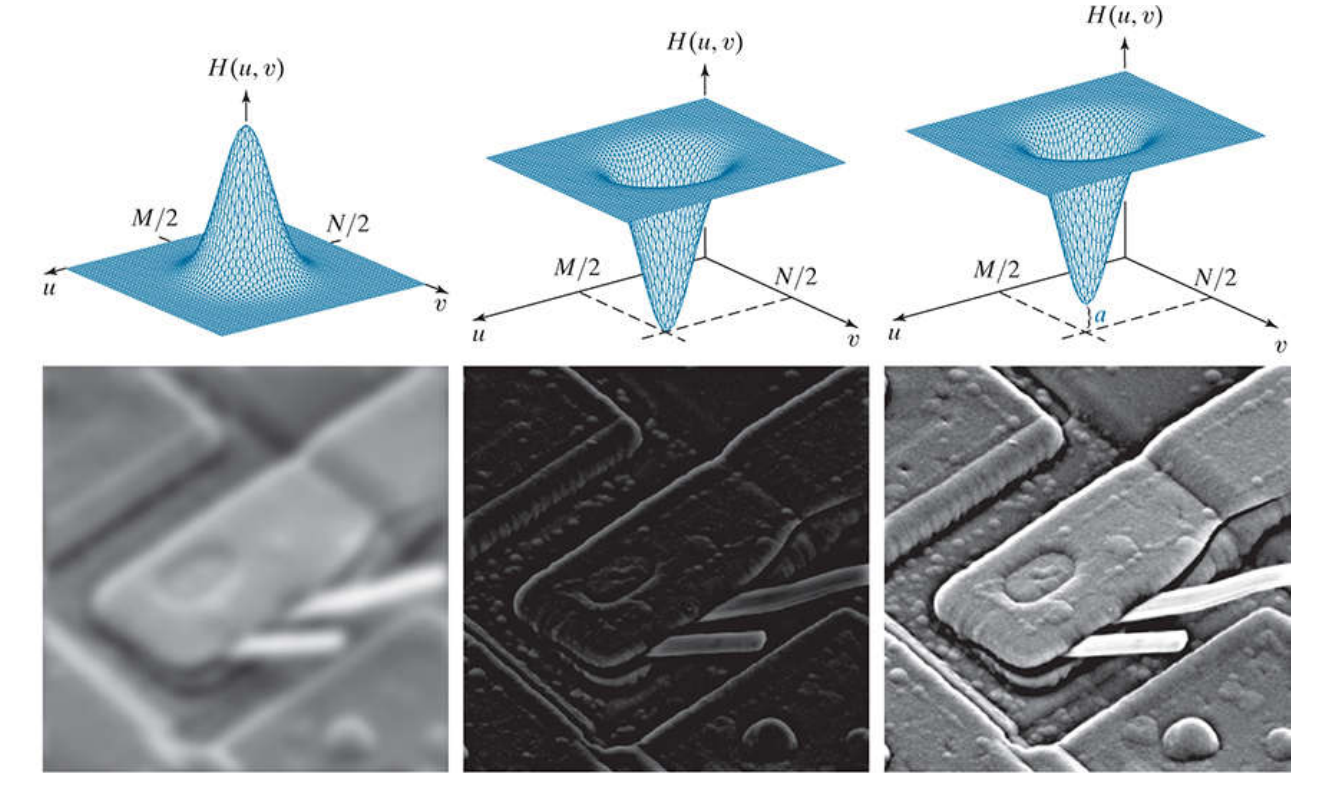 H(u, v)
M/2
N/2
u
v
H(u, v)
M/2
N/2
u
v
H(u, v)
M/2
N/2
a
u
v